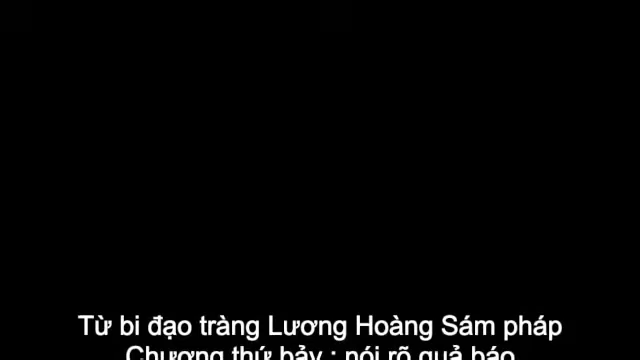 Từ bi đạo tràng Lương Hoàng Sám pháp
Chương thứ bảy : nói rõ quả báo